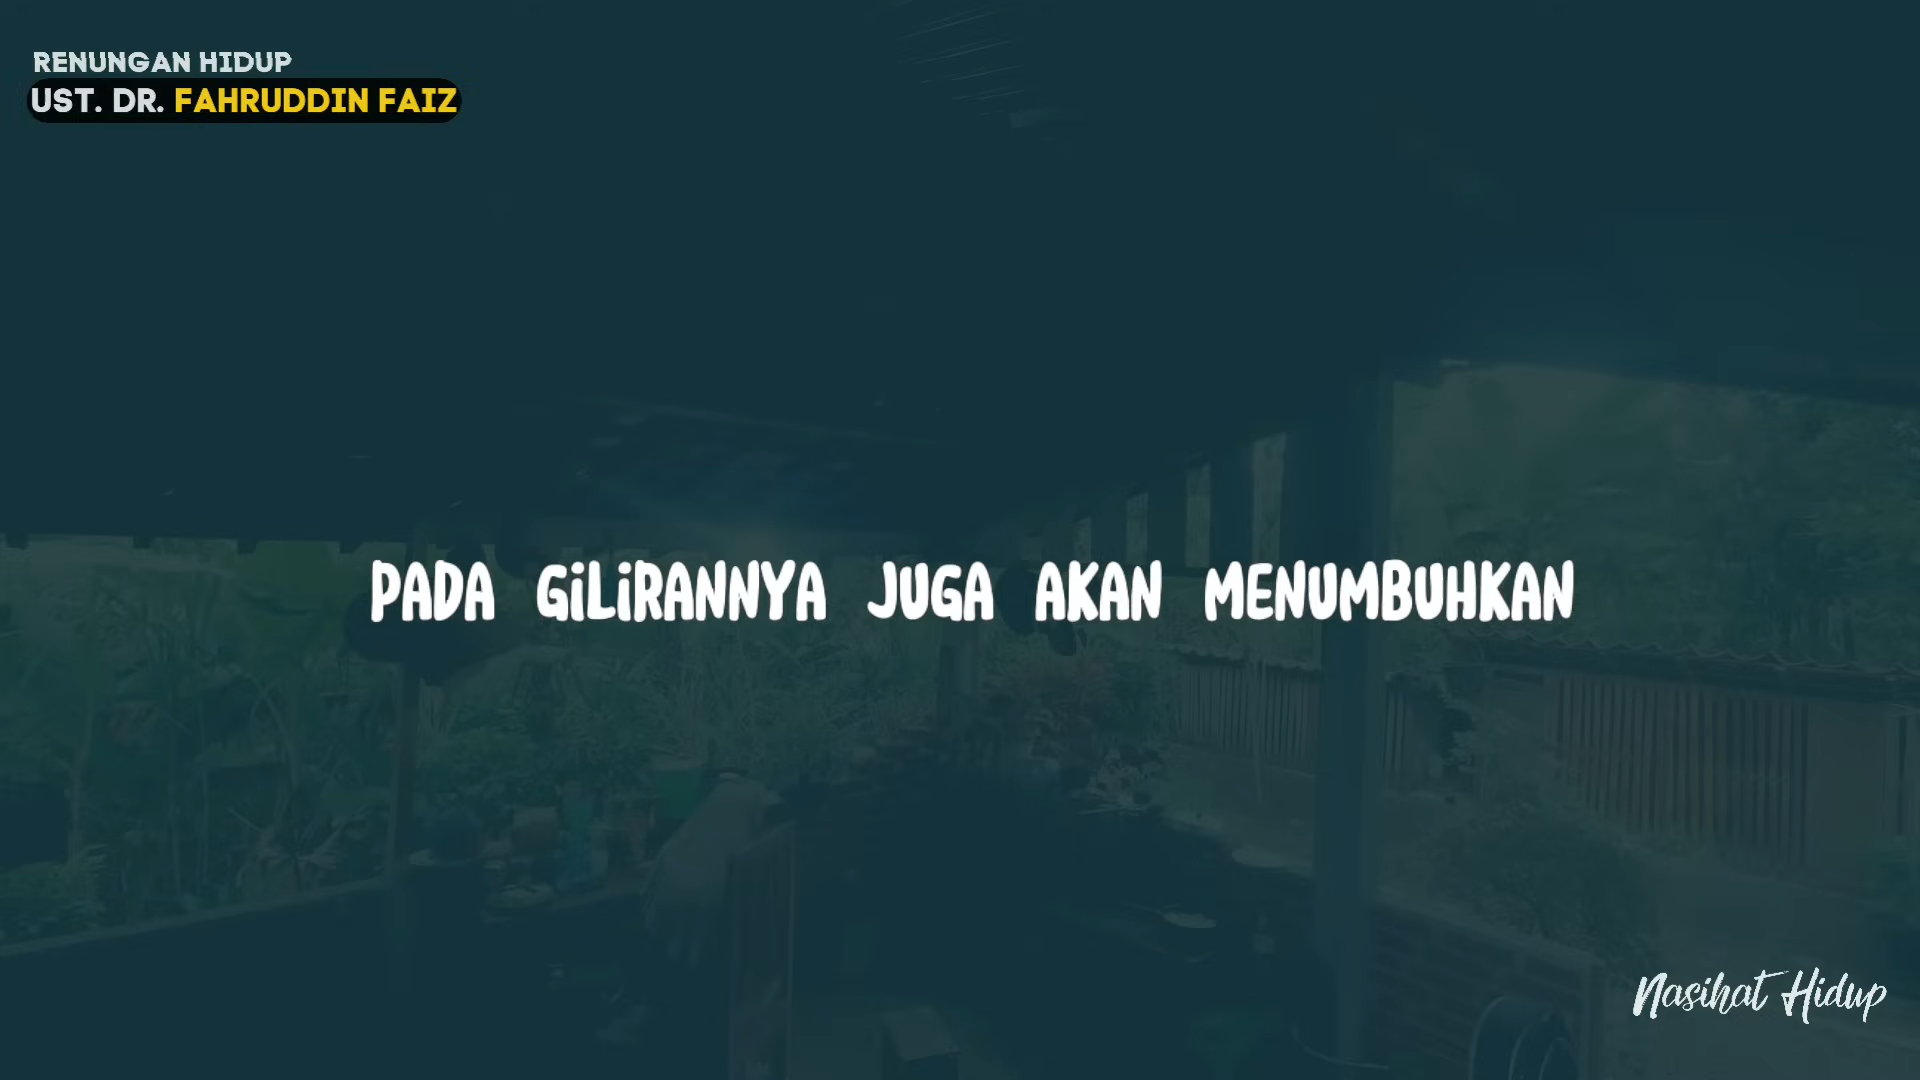 RENUNGAN HIDUP
UST. DR. FAHRUDDIN FAIZ
PADA GiLiRANNYA JUGA AKAN MENUMBUHKAN
Nasihat Hidup